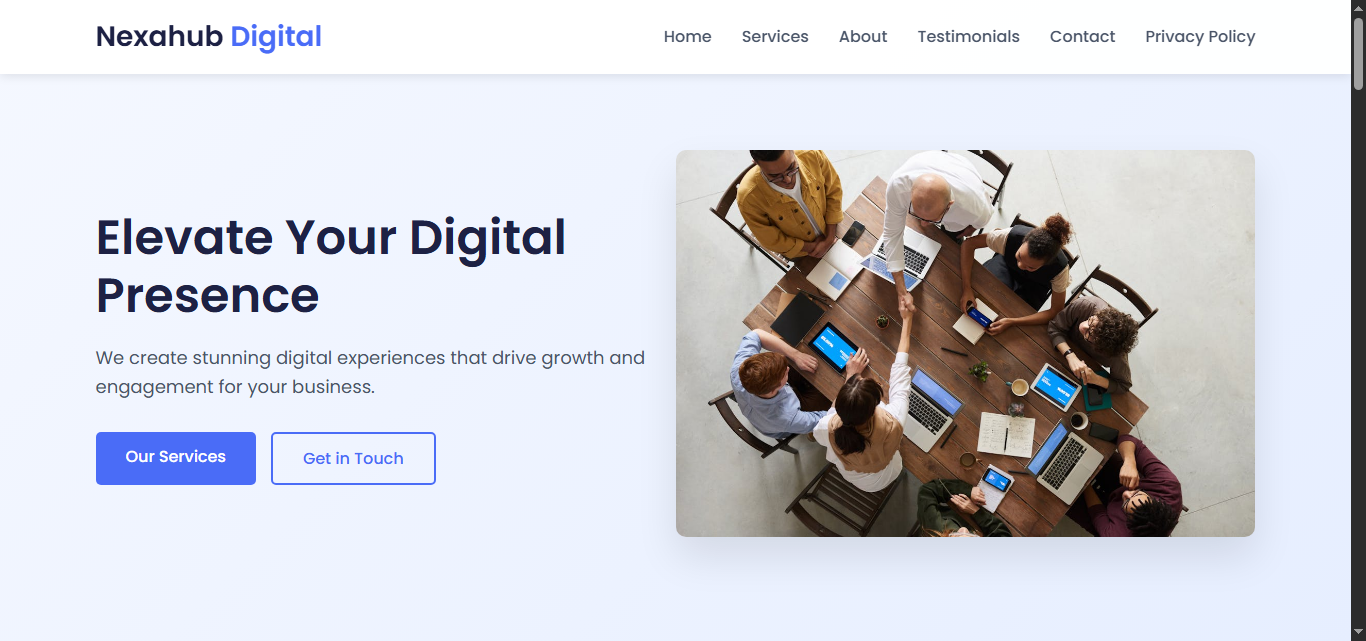 Nexahub Digital
Home Services About Testimonials Contact Privacy Policy
Elevate Your Digital
Presence
We create stunning digital experiences that drive growth and
engagement for your business.
Our Services
Get in Touch